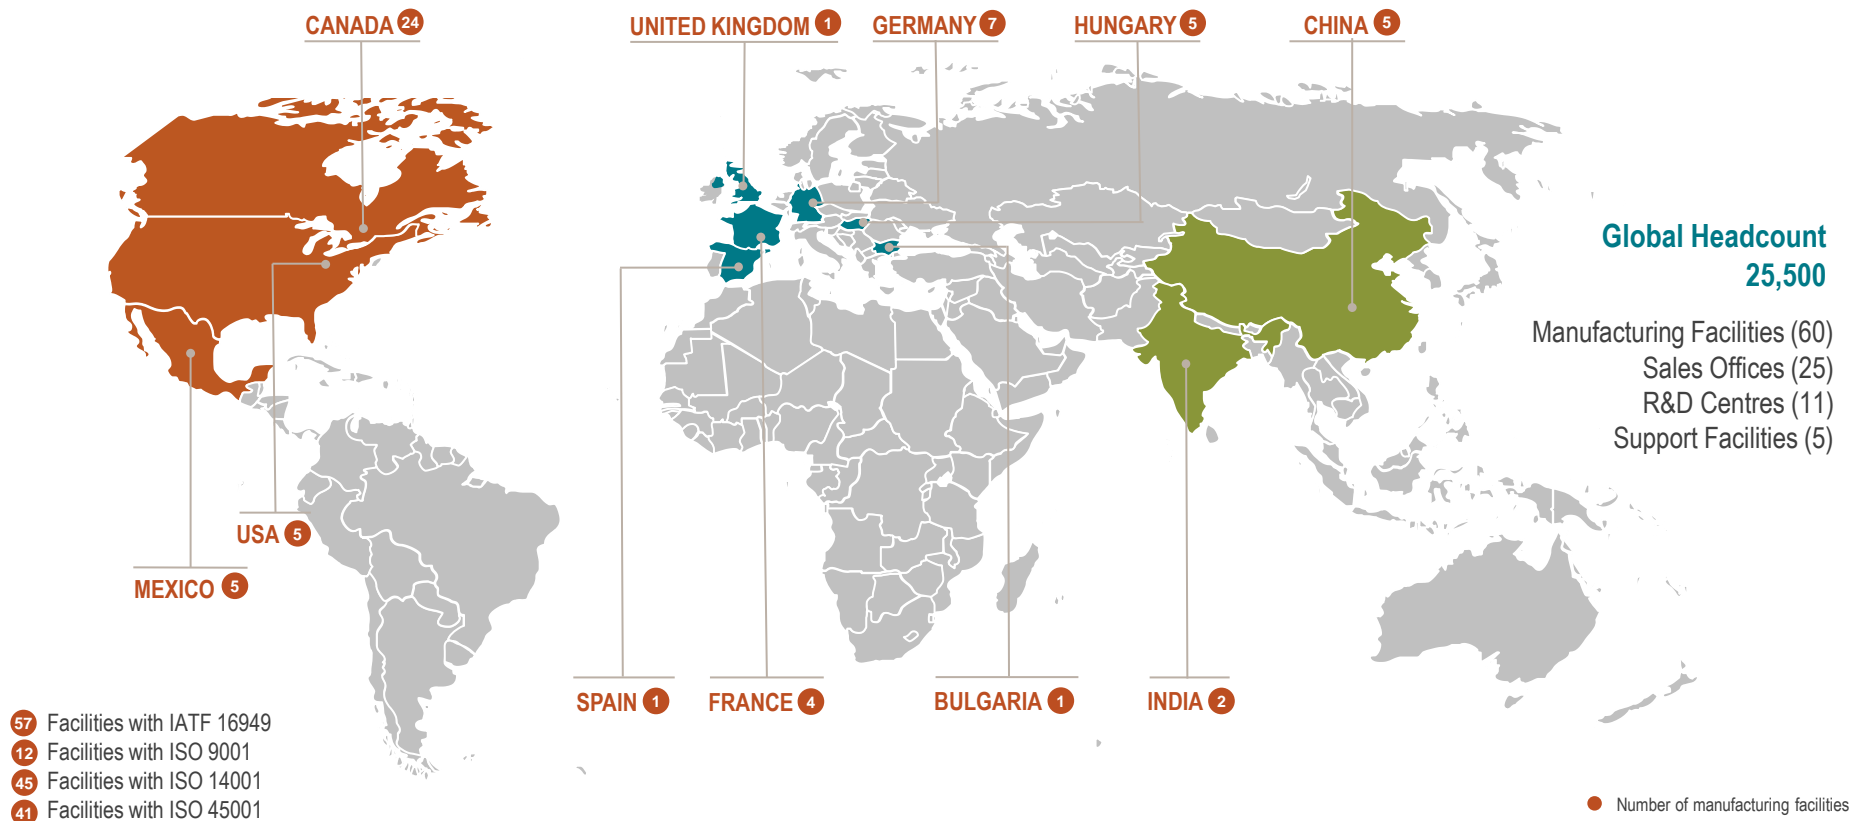 CANADA 24
UNITED KINGDOM 1
GERMANY 7
HUNGARY 5
CHINA 5
Global Headcount
25,500
Manufacturing Facilities (60)
Sales Offices (25)
R&D Centres (11)
Support Facilities (5)
USA 5
MEXICO 5
SPAIN 1
FRANCE 4
BULGARIA 1
INDIA 2
57 Facilities with IATF 16949
12 Facilities with ISO 9001
45 Facilities with ISO 14001
41 Facilities with ISO 45001
Number of manufacturing facilities